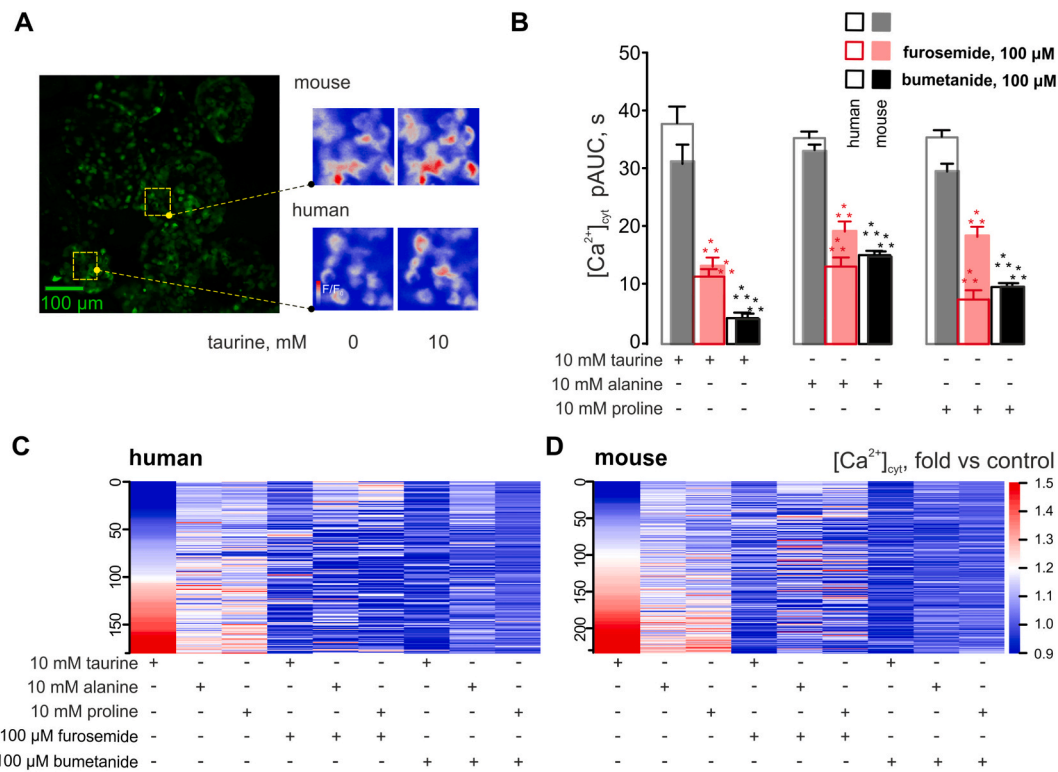 A
mouse
human
F/F₀
100 µm
taurine, mM 0 10
B
furosemide, 100 µM
bumetanide, 100 µM
human
mouse
[Ca²⁺]cyt pAUC, s
50
40
30
20
10
0
* * * * * * * * * * * * * * * * * * * * * * * * * * *
10 mM taurine + + + - - - - - -
10 mM alanine - - - + + + - - -
10 mM proline - - - - - - + + +
C
human
0
50
100
150
10 mM taurine + - - + - - + - -
10 mM alanine - + - - + - - + -
10 mM proline - - + - - + - - +
100 µM furosemide - - - + + + - - -
100 µM bumetanide - - - - - - + + +
D
mouse
[Ca²⁺]cyt, fold vs control
0
50
100
150
200
1.5
1.4
1.3
1.2
1.1
1.0
0.9
+ - - + - - + - -
- + - - + - - + -
- - + - - + - - +
- - - + + + - - -
- - - - - - + + +